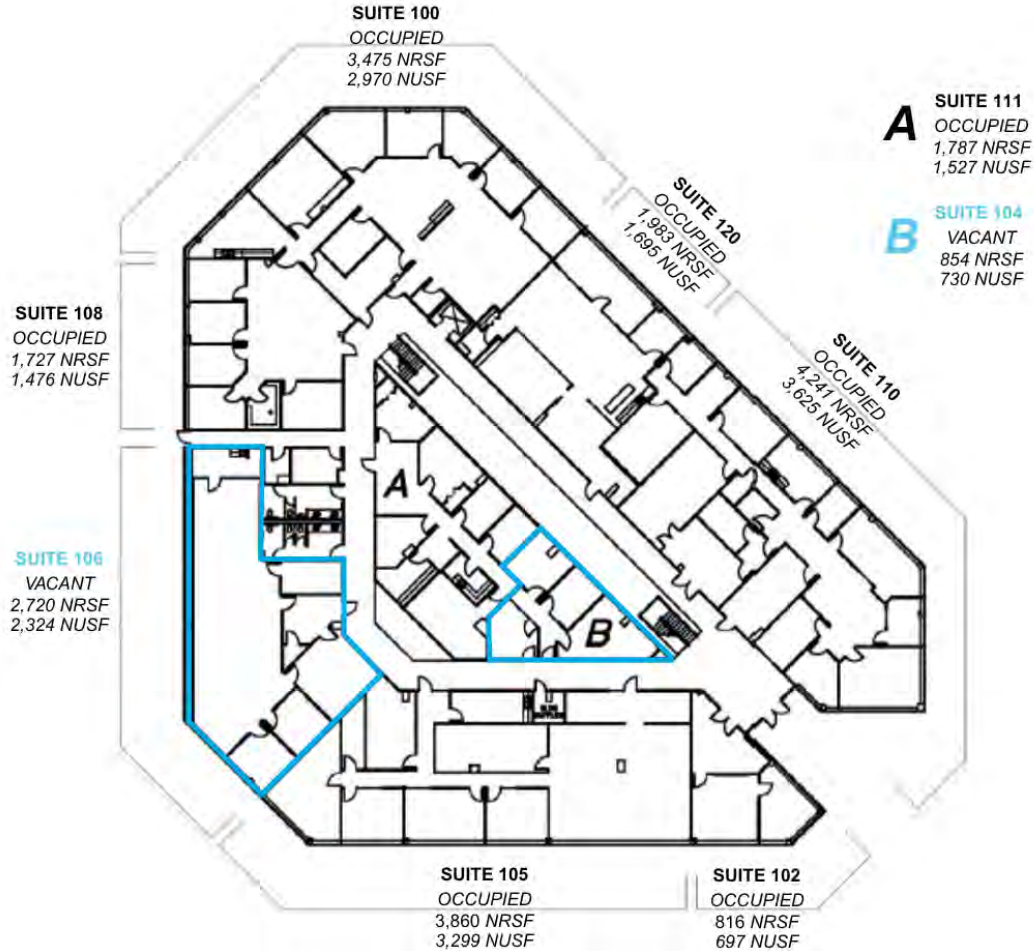 SUITE 100
OCCUPIED
3,475 NRSF
2,970 NUSF
A
SUITE 111
OCCUPIED
1,787 NRSF
1,527 NUSF
B
SUITE 104
VACANT
854 NRSF
730 NUSF
SUITE 120
OCCUPIED
1,983 NRSF
1,695 NUSF
SUITE 108
OCCUPIED
1,727 NRSF
1,476 NUSF
SUITE 110
OCCUPIED
4,241 NRSF
3,625 NUSF
A
SUITE 106
VACANT
2,720 NRSF
2,324 NUSF
B
SUITE 105
OCCUPIED
3,860 NRSF
3,299 NUSF
SUITE 102
OCCUPIED
816 NRSF
697 NUSF